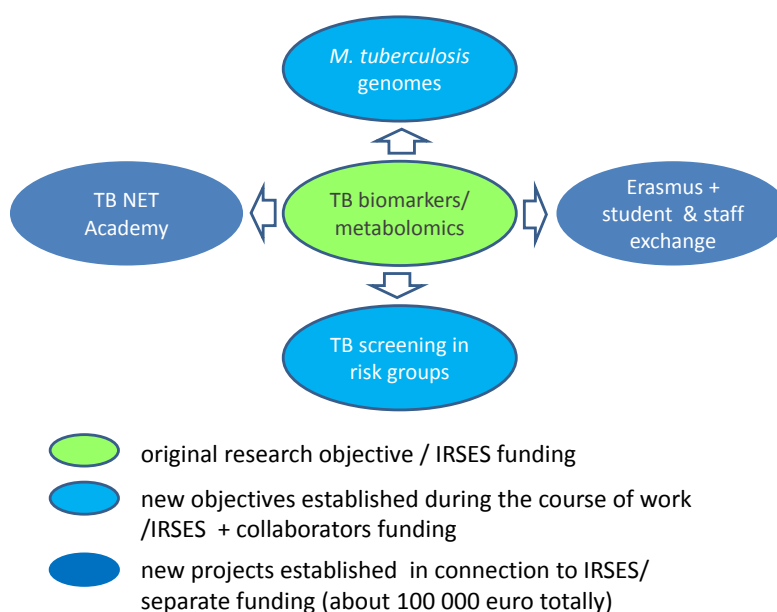 M. tuberculosis
genomes
TB NET
Academy
TB biomarkers/
metabolomics
Erasmus +
student & staff
exchange
TB screening in
risk groups
original research objective / IRSES funding
new objectives established during the course of work
/IRSES + collaborators funding
new projects established in connection to IRSES/
separate funding (about 100 000 euro totally)